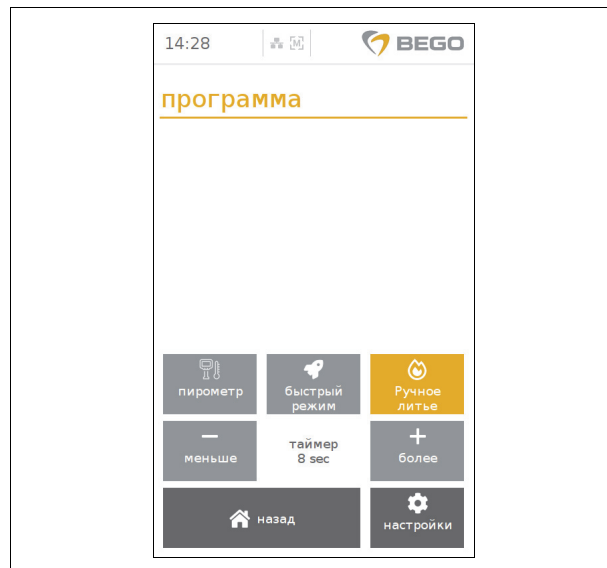 14:28 M BEGO
программа
пирометр
быстрый
режим
Ручное
литье
меньше
таймер
8 sec
более
назад
настройки